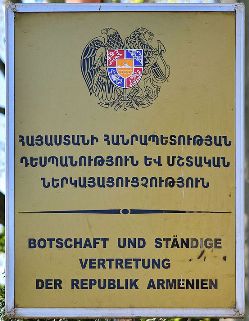 ՀԱՅԱՍՏԱՆԻ ՀԱՆՐԱՊԵՏՈՒԹՅԱՆ
ԴԵՍՊԱՆՈՒԹՅՈՒՆ ԵՎ ՄՇՏԱԿԱՆ
ՆԵՐԿԱՅԱՑՈՒՑՉՈՒԹՅՈՒՆ
BOTSCHAFT UND STÄNDIGE
VERTRETUNG
DER REPUBLIK ARMENIEN